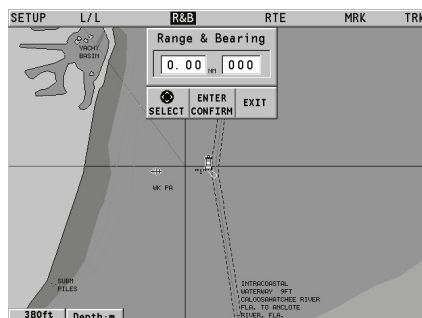 SETUP L/L R&B RTE MRK TRK
Range & Bearing
0.00 NM 000
SELECT ENTER CONFIRM EXIT
YACHT
BASIN
WK PA
SUBM
PILES
INTRACOASTAL
WATERWAY 9FT
CALOOSAHATCHEE RIVER
FLA. TO ANCLOTE
RIVER, FLA.
380ft Depth:m